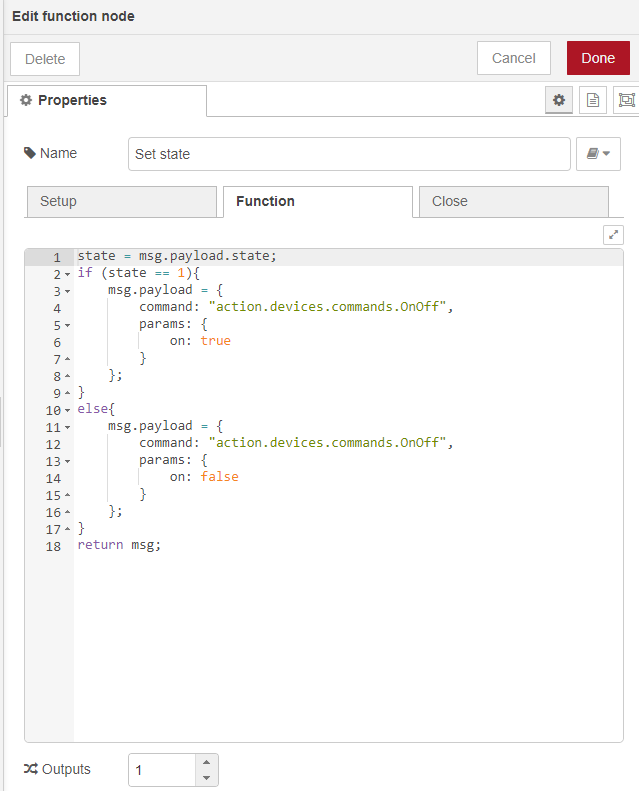 Edit function node
Delete
Cancel
Done
Properties
Name
Set state
Setup
Function
Close
1 state = msg.payload.state;
2 if (state == 1){
3     msg.payload = {
4         command: "action.devices.commands.OnOff",
5         params: {
6             on: true
7         }
8     };
9 }
10 else{
11     msg.payload = {
12         command: "action.devices.commands.OnOff",
13         params: {
14             on: false
15         }
16     };
17 }
18 return msg;
Outputs
1